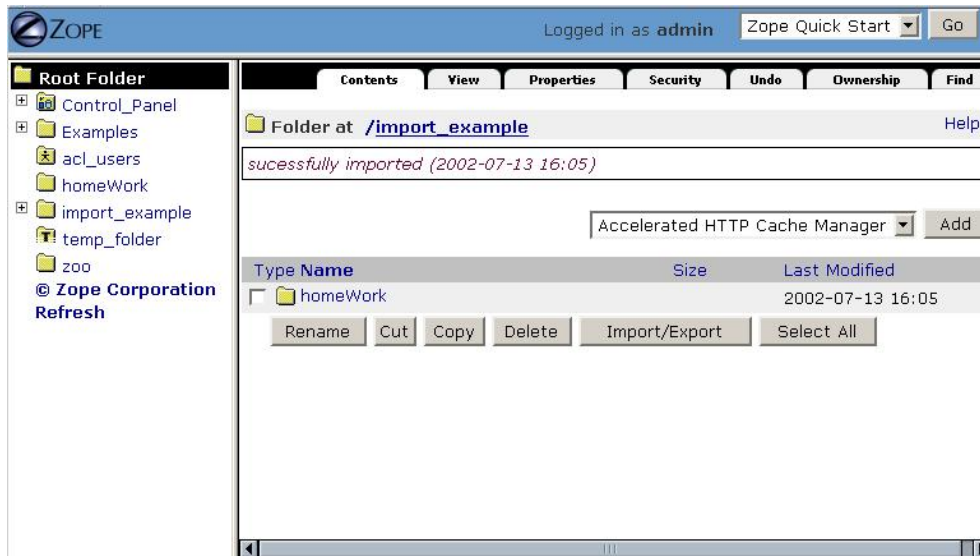 ZOPE
Logged in as admin
Zope Quick Start
Go
Root Folder
Control_Panel
Examples
acl_users
homeWork
import_example
temp_folder
zoo
© Zope Corporation
Refresh
Contents
View
Properties
Security
Undo
Ownership
Find
Folder at /import_example
Help
sucessfully imported (2002-07-13 16:05)
Accelerated HTTP Cache Manager
Add
Type Name Size Last Modified
homeWork 2002-07-13 16:05
Rename
Cut
Copy
Delete
Import/Export
Select All